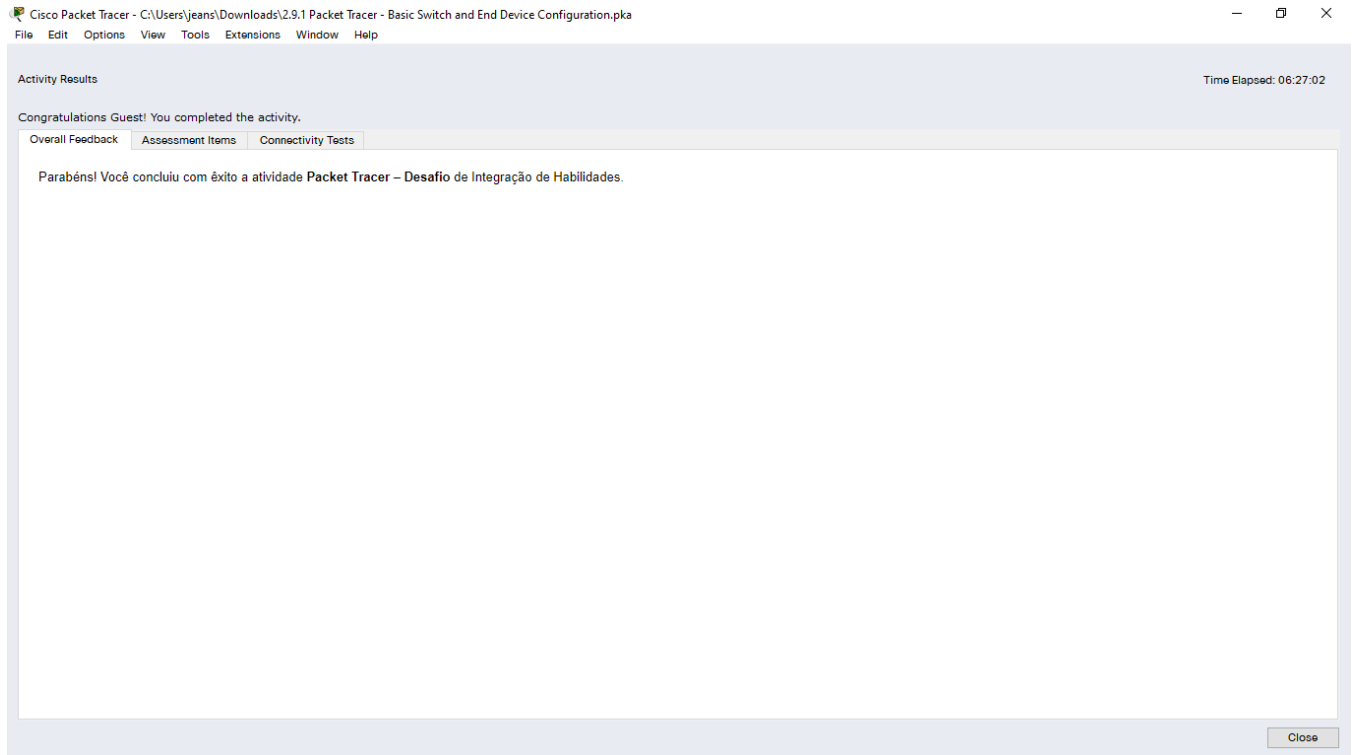 Cisco Packet Tracer - C:\Users\jeans\Downloads\2.9.1 Packet Tracer - Basic Switch and End Device Configuration.pka
File Edit Options View Tools Extensions Window Help
Activity Results
Time Elapsed: 06:27:02
Congratulations Guest! You completed the activity.
Overall Feedback Assessment Items Connectivity Tests
Parabéns! Você concluiu com êxito a atividade Packet Tracer – Desafio de Integração de Habilidades.
Close